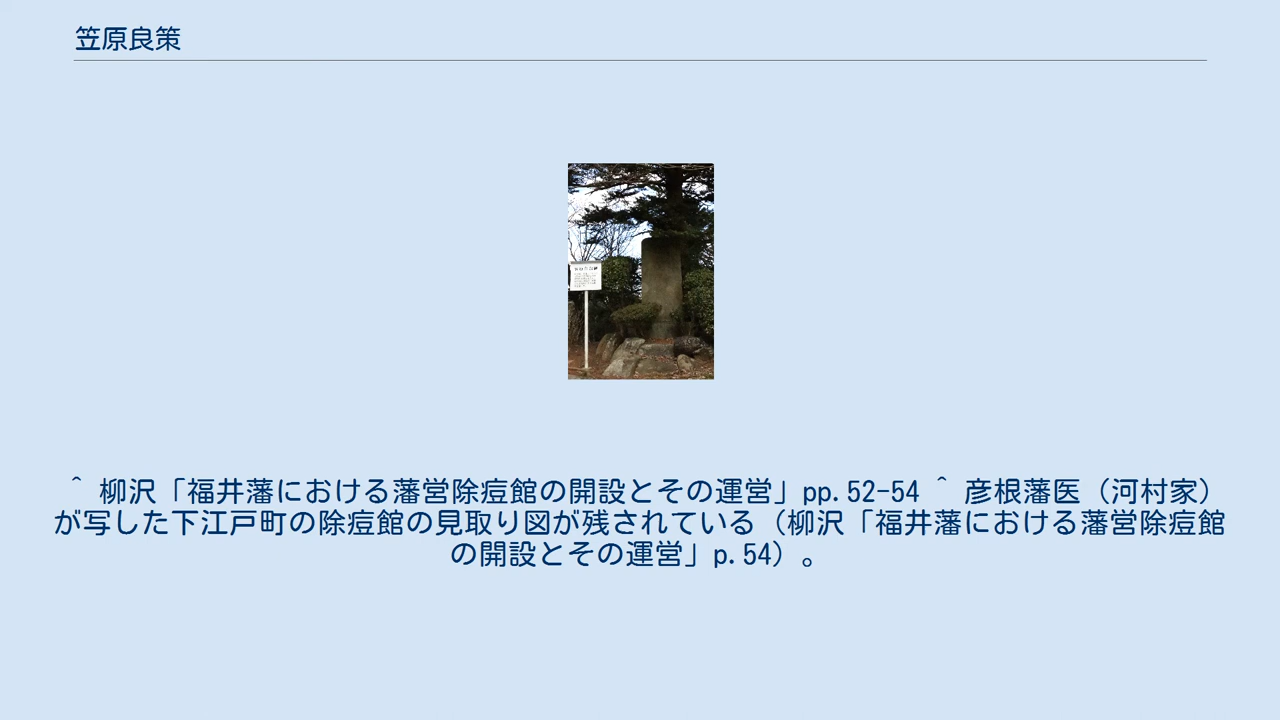 笠原良策
^ 柳沢「福井藩における藩営除痘館の開設とその運営」pp.52-54 ^ 彦根藩医（河村家）
が写した下江戸町の除痘館の見取り図が残されている（柳沢「福井藩における藩営除痘館
の開設とその運営」p.54）。